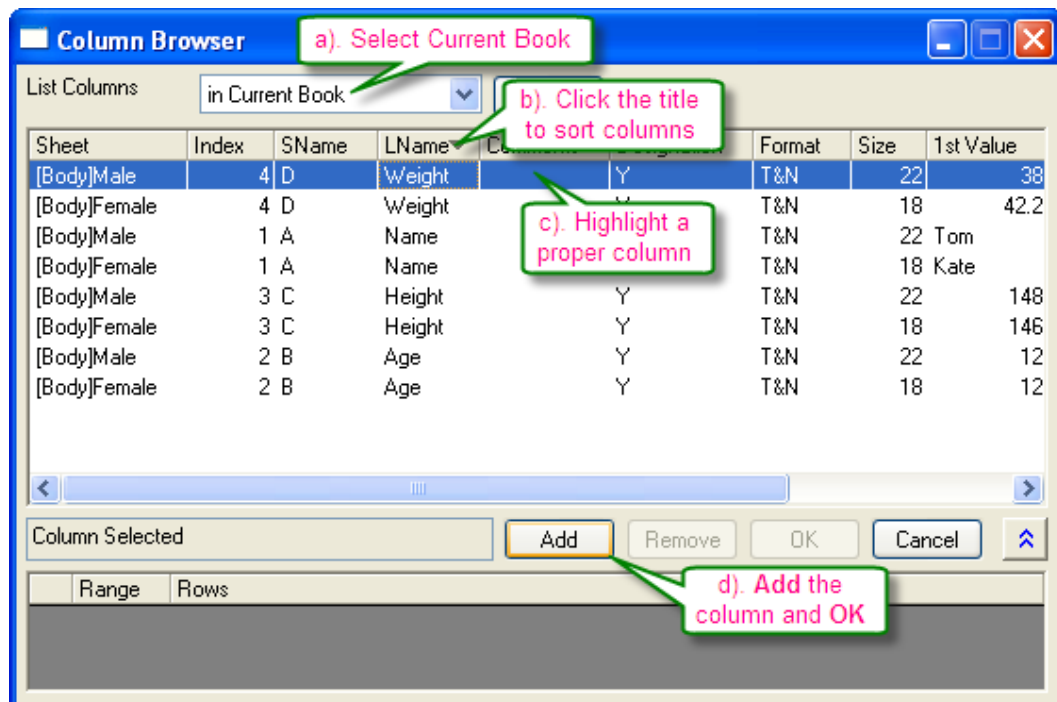 Column Browser
a). Select Current Book
List Columns
in Current Book
b). Click the title
to sort columns
Sheet Index SName LName Format Size 1st Value
[Body]Male 4 D Weight Y T&N 22 38
[Body]Female 4 D Weight T&N 18 42.2
c). Highlight a
proper column
[Body]Male 1 A Name T&N 22 Tom
[Body]Female 1 A Name T&N 18 Kate
[Body]Male 3 C Height Y T&N 22 148
[Body]Female 3 C Height Y T&N 18 146
[Body]Male 2 B Age Y T&N 22 12
[Body]Female 2 B Age Y T&N 18 12
Column Selected
Add Remove OK Cancel
d). Add the
column and OK
Range Rows